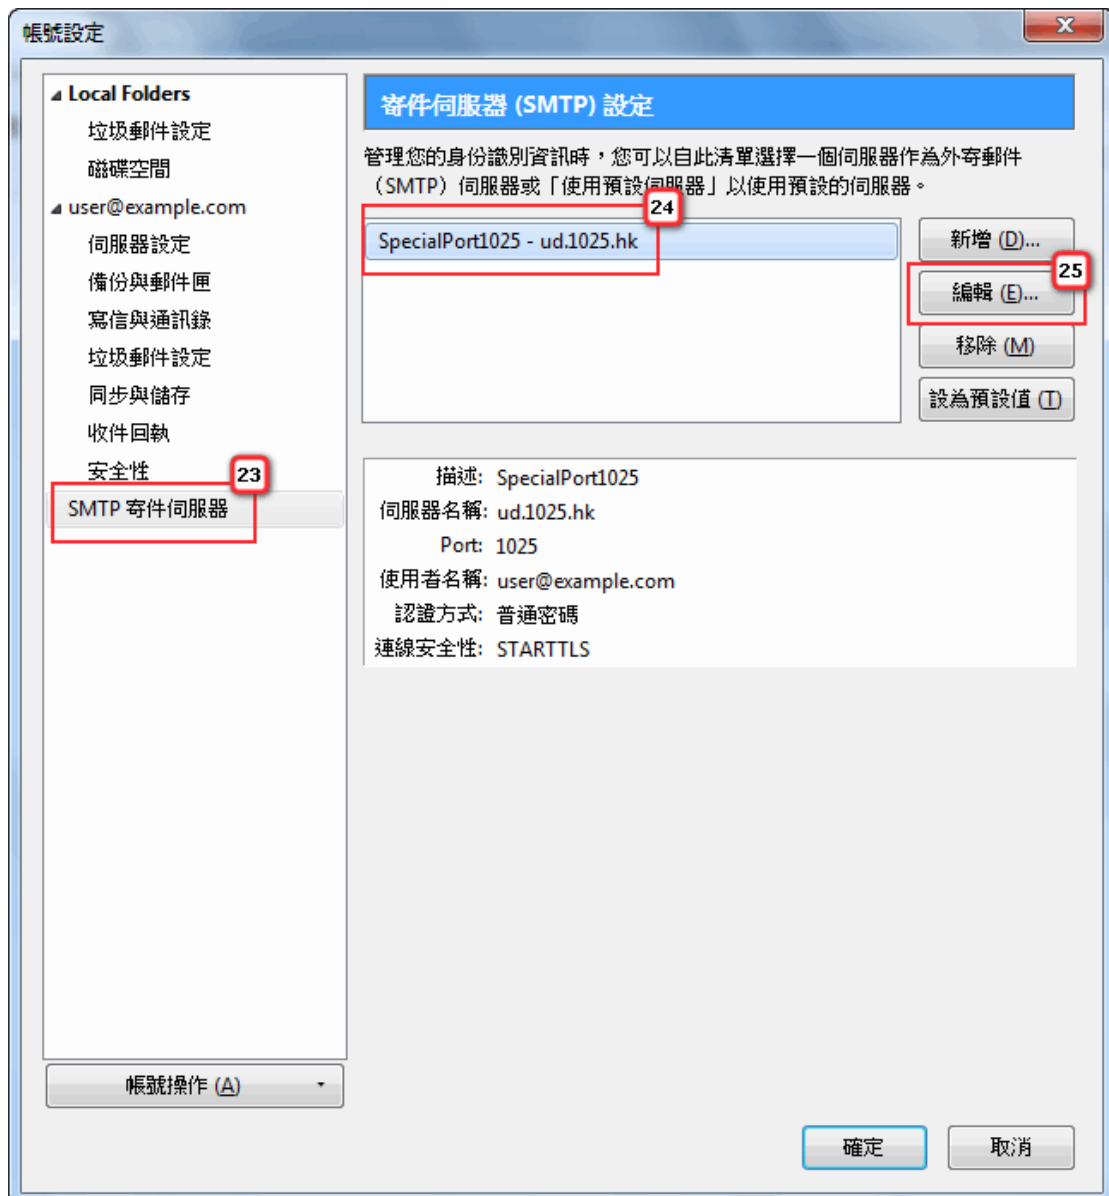 帳號設定
Local Folders
垃圾郵件設定
磁碟空間
user@example.com
伺服器設定
備份與郵件匣
寫信與通訊錄
垃圾郵件設定
同步與儲存
收件回執
安全性
23
SMTP 寄件伺服器
帳號操作 (A)
寄件伺服器 (SMTP) 設定
管理您的身份識別資訊時，您可以自此清單選擇一個伺服器作為外寄郵件
（SMTP）伺服器或「使用預設伺服器」以使用預設的伺服器。
24
SpecialPort1025 - ud.1025.hk
新增 (D)...
25
編輯 (E)...
移除 (M)
設為預設值 (T)
描述: SpecialPort1025
伺服器名稱: ud.1025.hk
Port: 1025
使用者名稱: user@example.com
認證方式: 普通密碼
連線安全性: STARTTLS
確定
取消